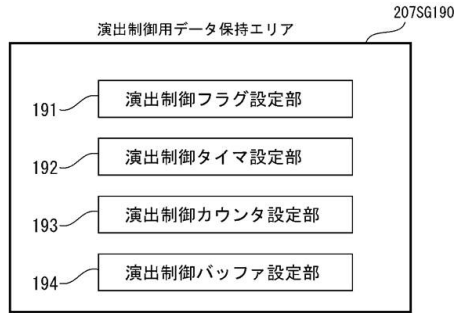 207SG190
演出制御用データ保持エリア
191 演出制御フラグ設定部
192 演出制御タイマ設定部
193 演出制御カウンタ設定部
194 演出制御バッファ設定部